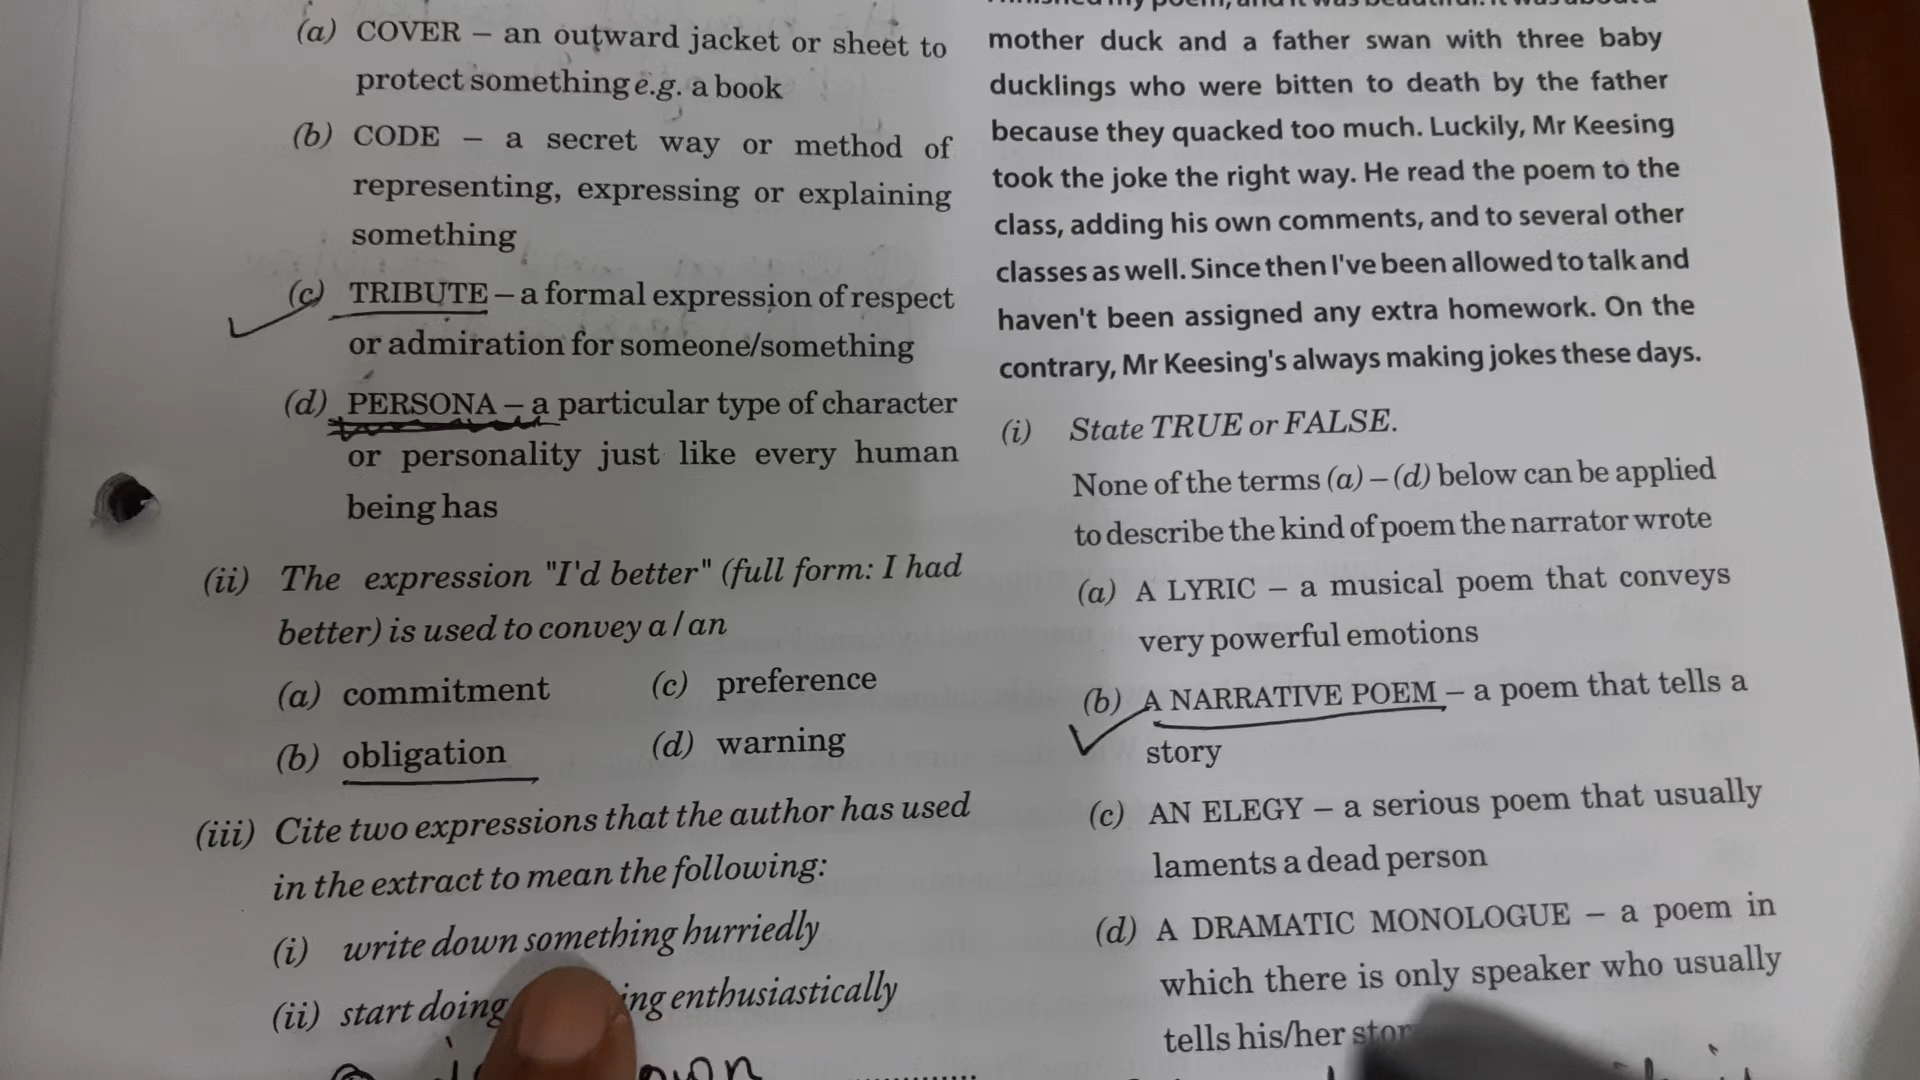 (a) COVER – an outward jacket or sheet to
protect something e.g. a book
(b) CODE – a secret way or method of
representing, expressing or explaining
something
(c) TRIBUTE – a formal expression of respect
or admiration for someone/something
(d) PERSONA – a particular type of character
or personality just like every human
being has
(ii) The expression "I'd better" (full form: I had
better) is used to convey a/an
(a) commitment (c) preference
(b) obligation (d) warning
(iii) Cite two expressions that the author has used
in the extract to mean the following:
(i) write down something hurriedly
(ii) start doing enthusiastically
mother duck and a father swan with three baby
ducklings who were bitten to death by the father
because they quacked too much. Luckily, Mr Keesing
took the joke the right way. He read the poem to the
class, adding his own comments, and to several other
classes as well. Since then I've been allowed to talk and
haven't been assigned any extra homework. On the
contrary, Mr Keesing's always making jokes these days.
(i) State TRUE or FALSE.
None of the terms (a) – (d) below can be applied
to describe the kind of poem the narrator wrote
(a) A LYRIC – a musical poem that conveys
very powerful emotions
(b) A NARRATIVE POEM – a poem that tells a
story
(c) AN ELEGY – a serious poem that usually
laments a dead person
(d) A DRAMATIC MONOLOGUE – a poem in
which there is only speaker who usually
tells his/her